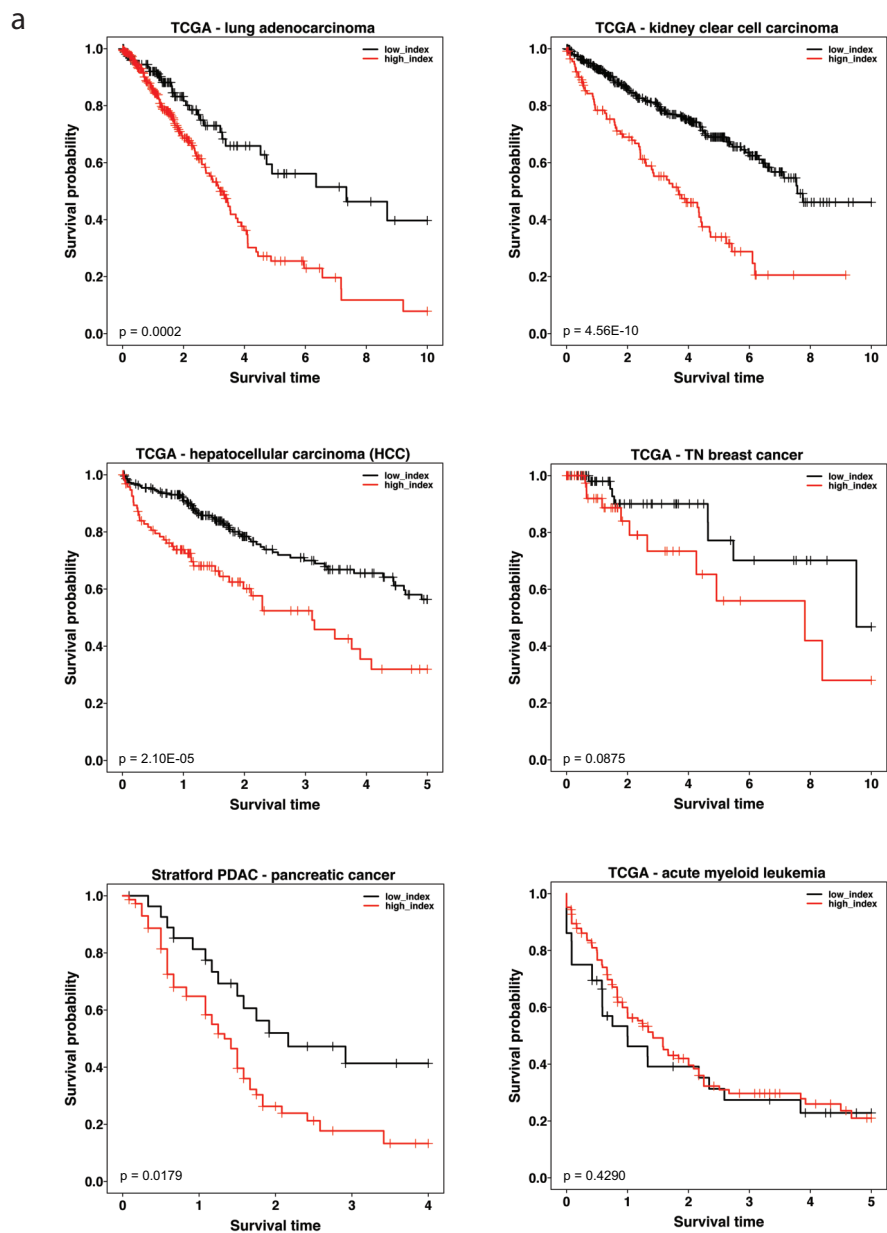 a
TCGA - lung adenocarcinoma
low_index
high_index
Survival probability
1.0
0.8
0.6
0.4
0.2
0.0
p = 0.0002
0 2 4 6 8 10
Survival time
TCGA - kidney clear cell carcinoma
low_index
high_index
Survival probability
1.0
0.8
0.6
0.4
0.2
0.0
p = 4.56E-10
0 2 4 6 8 10
Survival time
TCGA - hepatocellular carcinoma (HCC)
low_index
high_index
Survival probability
1.0
0.8
0.6
0.4
0.2
0.0
p = 2.10E-05
0 1 2 3 4 5
Survival time
TCGA - TN breast cancer
low_index
high_index
Survival probability
1.0
0.8
0.6
0.4
0.2
0.0
p = 0.0875
0 2 4 6 8 10
Survival time
Stratford PDAC - pancreatic cancer
low_index
high_index
Survival probability
1.0
0.8
0.6
0.4
0.2
0.0
p = 0.0179
0 1 2 3 4
Survival time
TCGA - acute myeloid leukemia
low_index
high_index
Survival probability
1.0
0.8
0.6
0.4
0.2
0.0
p = 0.4290
0 1 2 3 4 5
Survival time